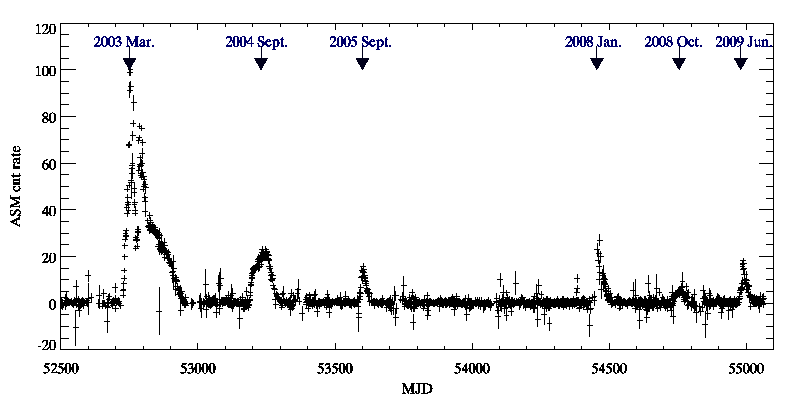 120
2003 Mar.
2004 Sept.
2005 Sept.
2008 Jan.
2008 Oct.
2009 Jun.
100
80
60
ASM cnt rate
40
20
0
-20
52500
53000
53500
54000
54500
55000
MJD